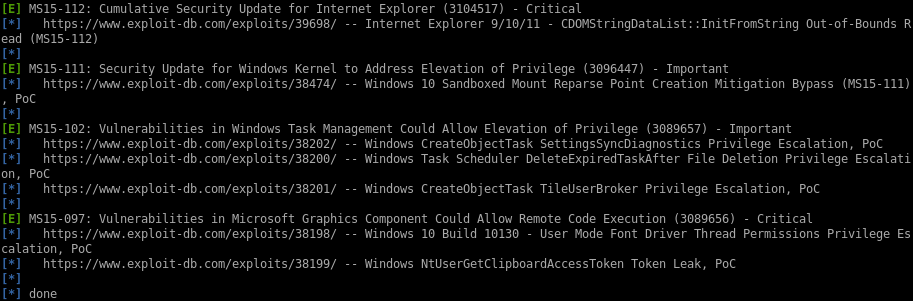 [E] MS15-112: Cumulative Security Update for Internet Explorer (3104517) - Critical
[*]   https://www.exploit-db.com/exploits/39698/ -- Internet Explorer 9/10/11 - CDOMStringDataList::InitFromString Out-of-Bounds R
ead (MS15-112)
[*]
[E] MS15-111: Security Update for Windows Kernel to Address Elevation of Privilege (3096447) - Important
[*]   https://www.exploit-db.com/exploits/38474/ -- Windows 10 Sandboxed Mount Reparse Point Creation Mitigation Bypass (MS15-111)
, PoC
[*]
[E] MS15-102: Vulnerabilities in Windows Task Management Could Allow Elevation of Privilege (3089657) - Important
[*]   https://www.exploit-db.com/exploits/38202/ -- Windows CreateObjectTask SettingsSyncDiagnostics Privilege Escalation, PoC
[*]   https://www.exploit-db.com/exploits/38200/ -- Windows Task Scheduler DeleteExpiredTaskAfter File Deletion Privilege Escalati
on, PoC
[*]   https://www.exploit-db.com/exploits/38201/ -- Windows CreateObjectTask TileUserBroker Privilege Escalation, PoC
[*]
[E] MS15-097: Vulnerabilities in Microsoft Graphics Component Could Allow Remote Code Execution (3089656) - Critical
[*]   https://www.exploit-db.com/exploits/38198/ -- Windows 10 Build 10130 - User Mode Font Driver Thread Permissions Privilege Es
calation, PoC
[*]   https://www.exploit-db.com/exploits/38199/ -- Windows NtUserGetClipboardAccessToken Token Leak, PoC
[*]
[*] done